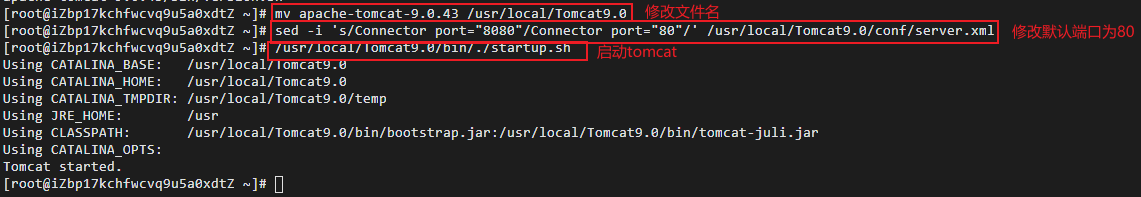 [root@iZbp17kchfwcvq9u5a0xdtZ ~]# mv apache-tomcat-9.0.43 /usr/local/Tomcat9.0 修改文件名
[root@iZbp17kchfwcvq9u5a0xdtZ ~]# sed -i 's/Connector port="8080"/Connector port="80"/' /usr/local/Tomcat9.0/conf/server.xml 修改默认端口为80
[root@iZbp17kchfwcvq9u5a0xdtZ ~]# /usr/local/Tomcat9.0/bin/./startup.sh 启动tomcat
Using CATALINA_BASE: /usr/local/Tomcat9.0
Using CATALINA_HOME: /usr/local/Tomcat9.0
Using CATALINA_TMPDIR: /usr/local/Tomcat9.0/temp
Using JRE_HOME: /usr
Using CLASSPATH: /usr/local/Tomcat9.0/bin/bootstrap.jar:/usr/local/Tomcat9.0/bin/tomcat-juli.jar
Using CATALINA_OPTS:
Tomcat started.
[root@iZbp17kchfwcvq9u5a0xdtZ ~]#